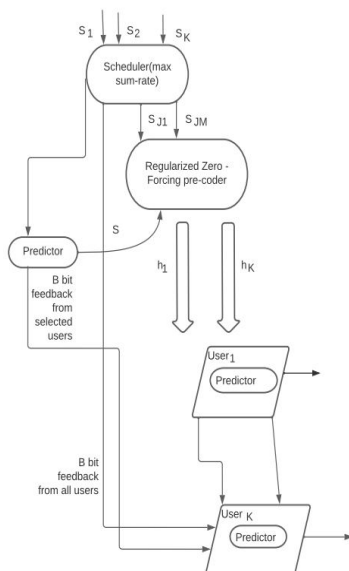 S1 S2 SK
Scheduler(max
sum-rate)
SJ1 SJM
Regularized Zero -
Forcing pre-coder
S
Predictor
h1 hK
B bit
feedback
from
selected
users
User1
Predictor
B bit
feedback
from all users
User K
Predictor